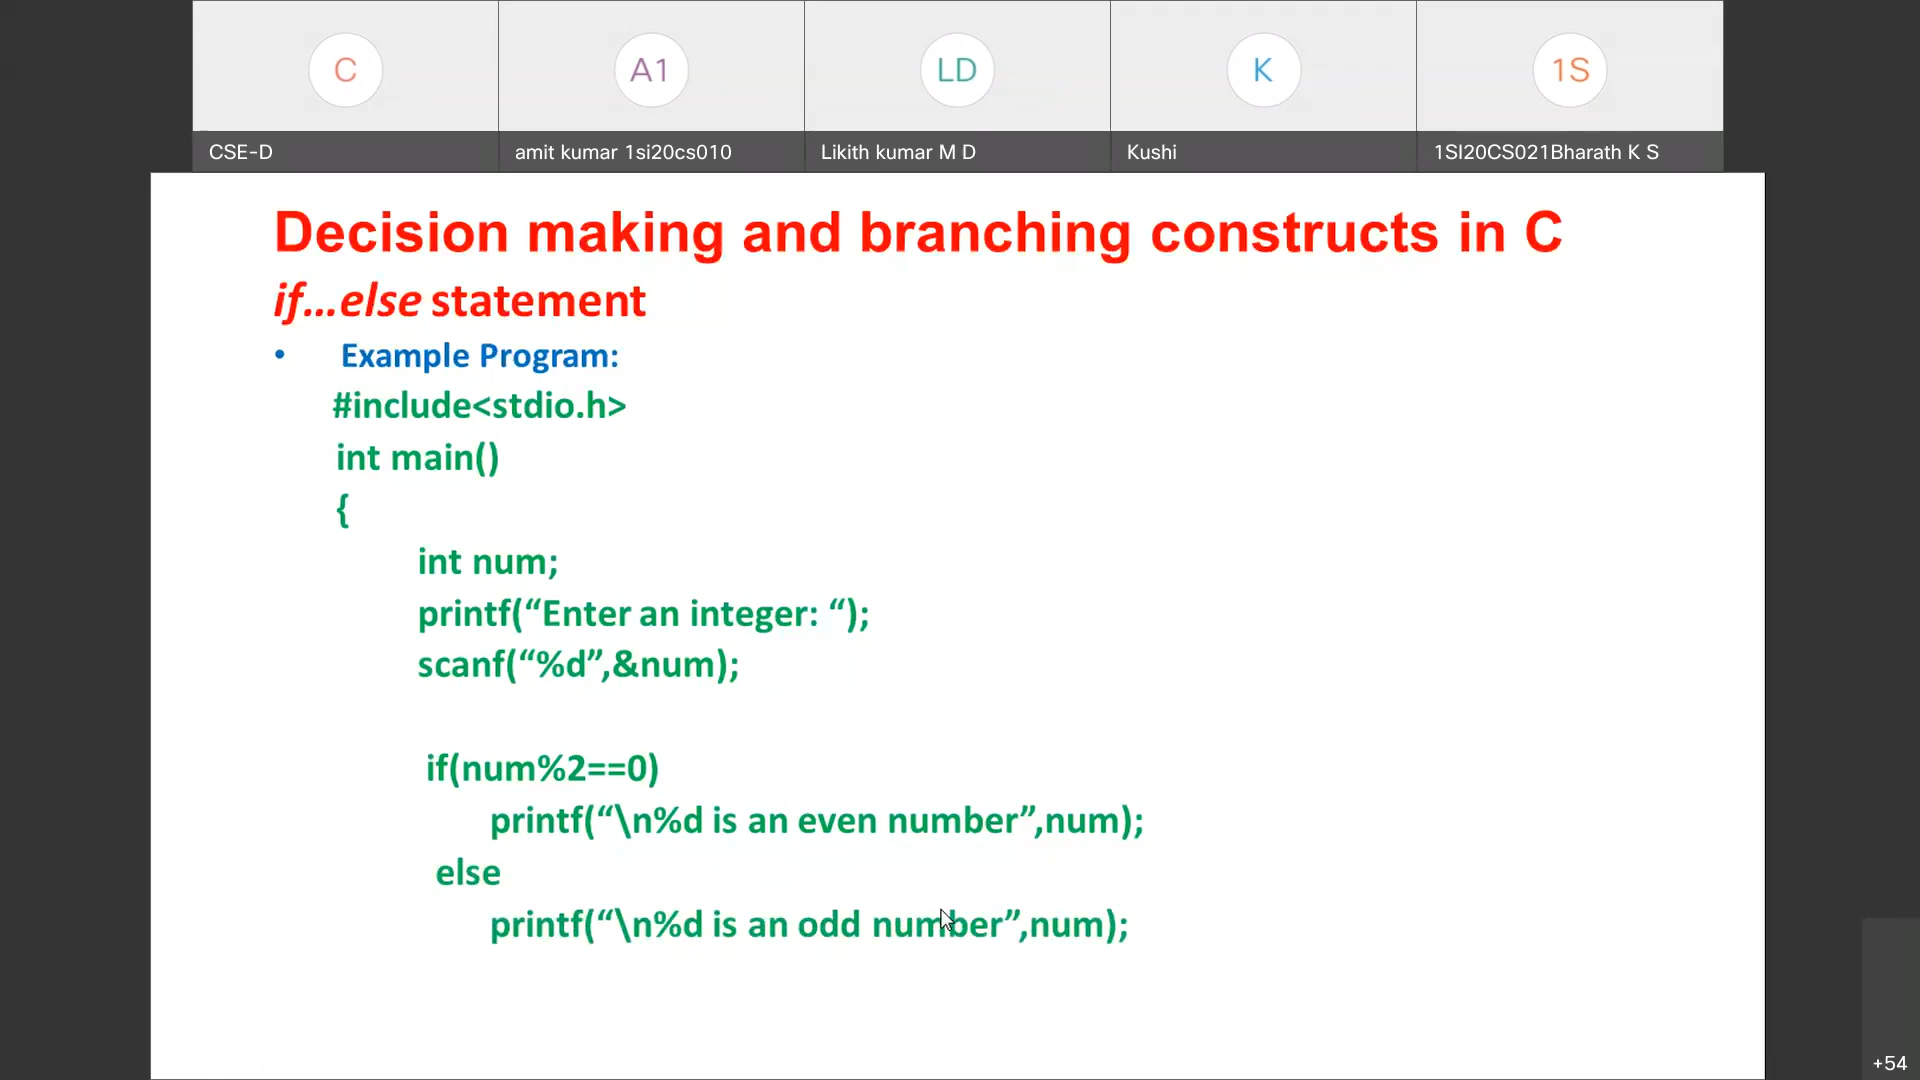 C
A1
LD
K
1S
CSE-D
amit kumar 1si20cs010
Likith kumar M D
Kushi
1SI20CS021Bharath K S
Decision making and branching constructs in C
if...else statement
• Example Program:
#include<stdio.h>
int main()
{
int num;
printf(“Enter an integer: “);
scanf(“%d”,&num);
if(num%2==0)
printf(“\n%d is an even number”,num);
else
printf(“\n%d is an odd number”,num);
+54